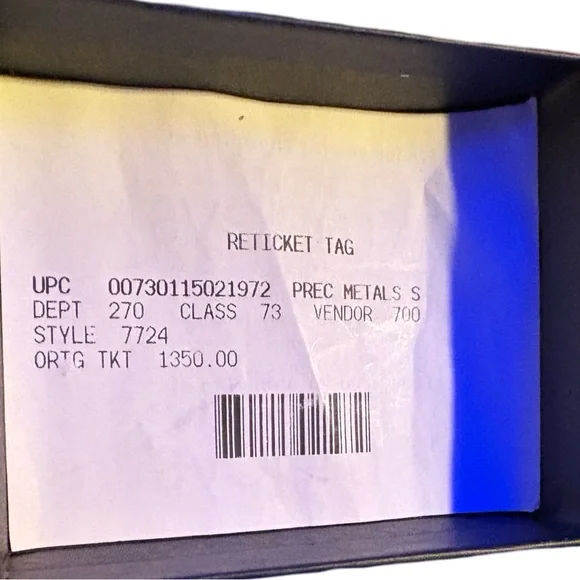 RETICKET TAG
UPC 00730115021972 PREC METALS S
DEPT 270 CLASS 73 VENDOR 700
STYLE 7724
ORIG TKT 1350.00